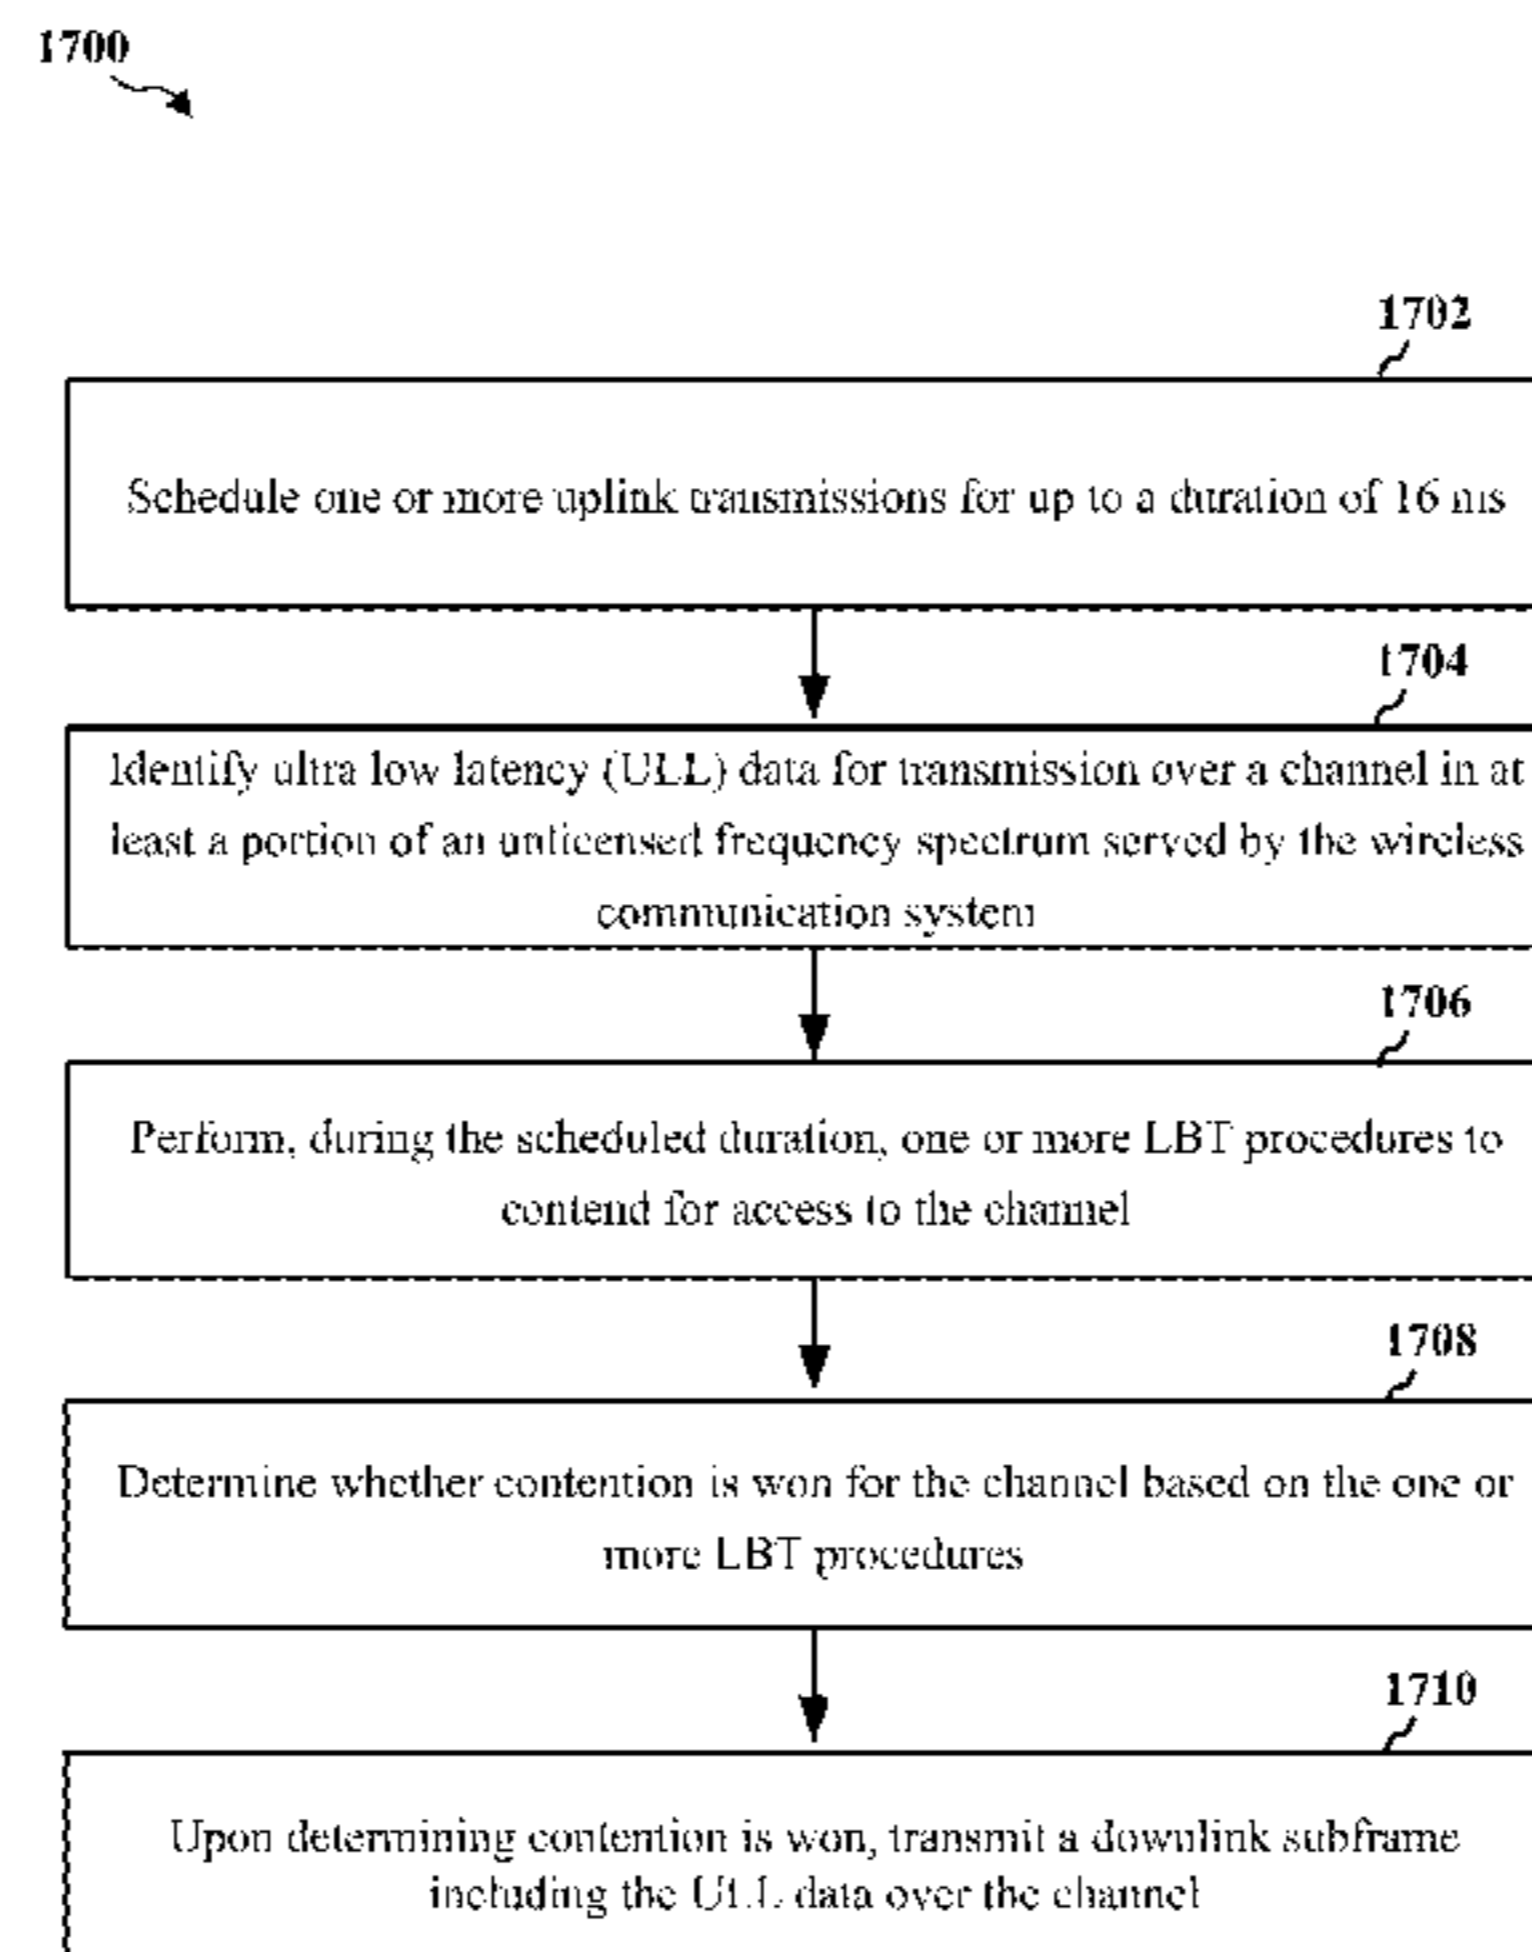 1700
1702
Schedule one or more uplink transmissions for up to a duration of 16 ms
1704
Identify ultra low latency (ULL) data for transmission over a channel in at
least a portion of an unlicensed frequency spectrum served by the wireless
communication system
1706
Perform, during the scheduled duration, one or more LBT procedures to
contend for access to the channel
1708
Determine whether contention is won for the channel based on the one or
more LBT procedures
1710
Upon determining contention is won, transmit a downlink subframe
including the ULL data over the channel